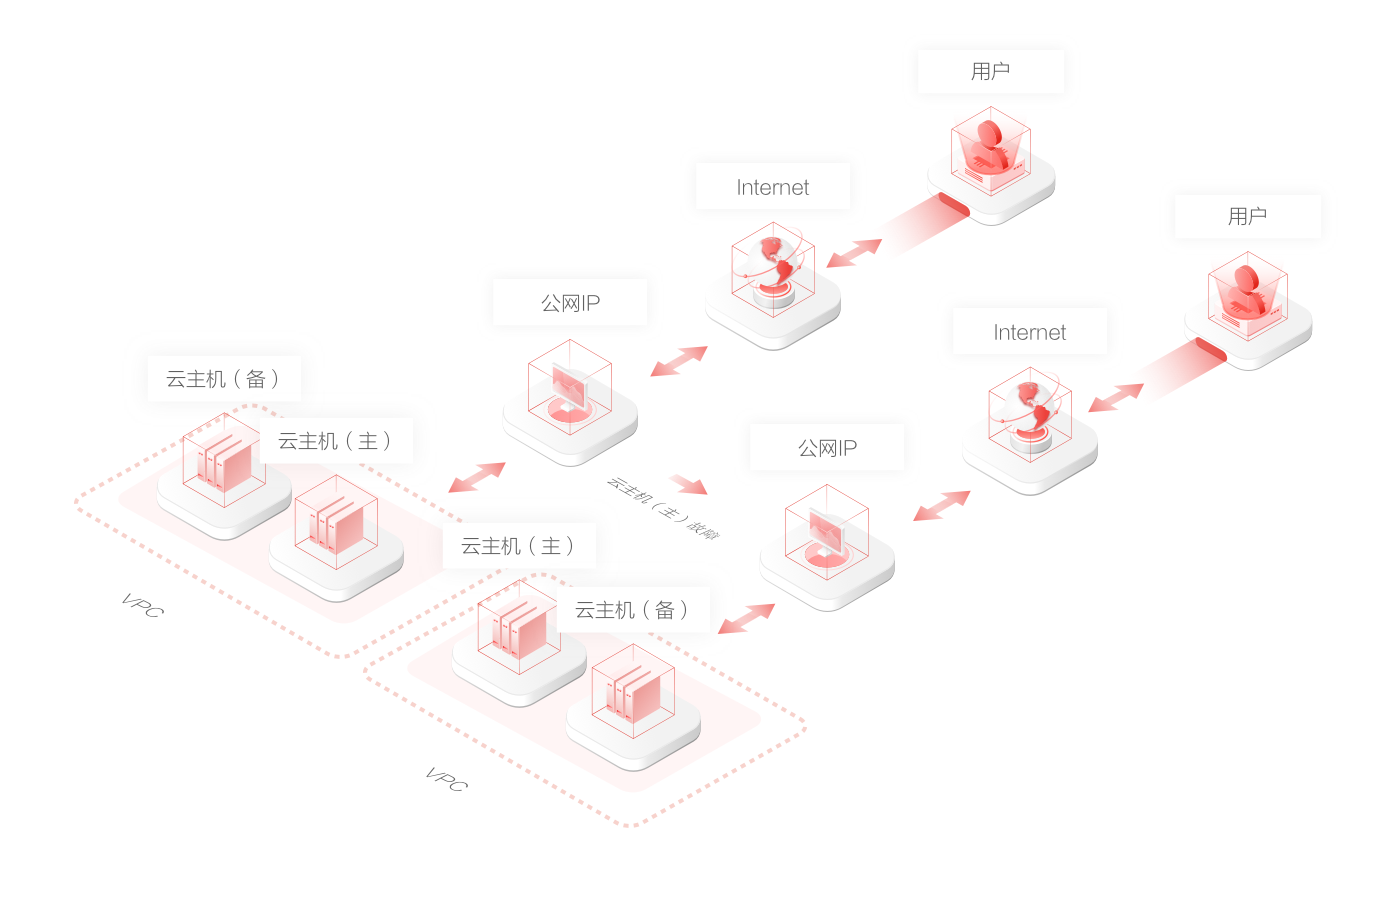 用户
Internet
用户
公网IP
Internet
云主机（备）
云主机（主）
公网IP
云主机（主）故障
云主机（主）
云主机（备）
VPC
VPC